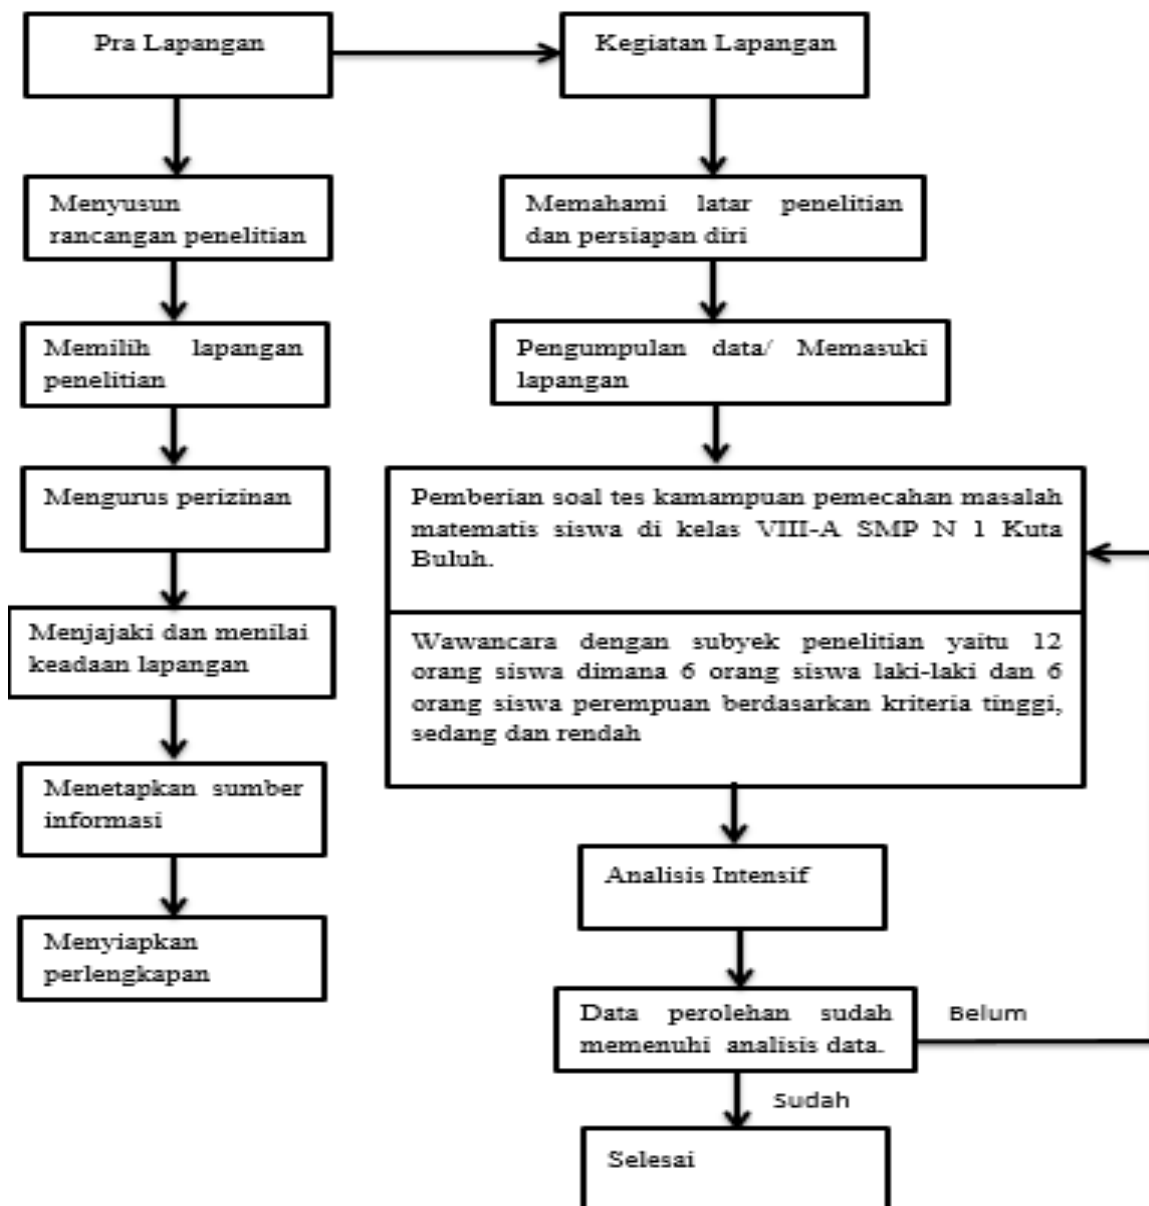 Pra Lapangan
Menyusun
rancangan penelitian
Memilih lapangan
penelitian
Mengurus perizinan
Menjajaki dan menilai
keadaan lapangan
Menetapkan sumber
informasi
Menyiapkan
perlengkapan
Kegiatan Lapangan
Memahami latar penelitian
dan persiapan diri
Pengumpulan data/ Memasuki
lapangan
Pemberian soal tes kamampuan pemecahan masalah
matematis siswa di kelas VIII-A SMP N 1 Kuta
Buluh.
Wawancara dengan subyek penelitian yaitu 12
orang siswa dimana 6 orang siswa laki-laki dan 6
orang siswa perempuan berdasarkan kriteria tinggi,
sedang dan rendah
Analisis Intensif
Data perolehan sudah
memenuhi analisis data.
Belum
Sudah
Selesai